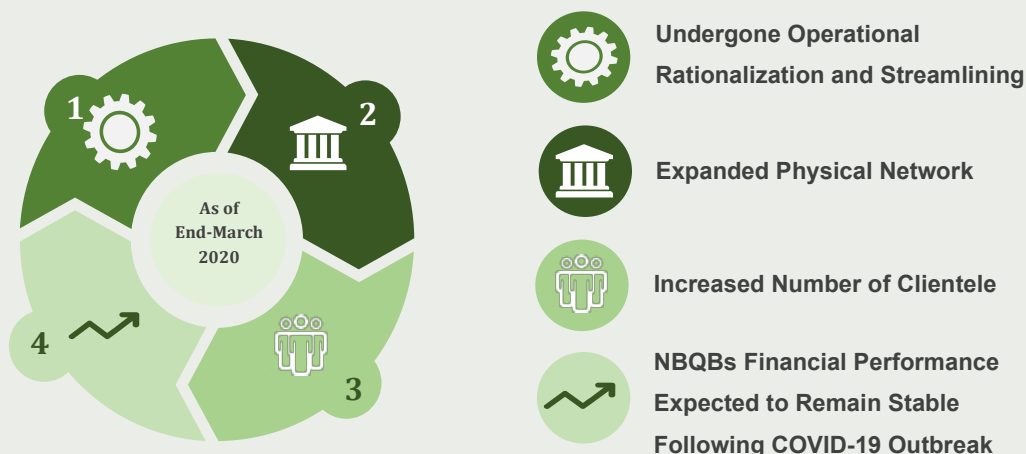 1
2
As of
End-March
2020
4
3
Undergone Operational
Rationalization and Streamlining
Expanded Physical Network
Increased Number of Clientele
NBQBs Financial Performance
Expected to Remain Stable
Following COVID-19 Outbreak